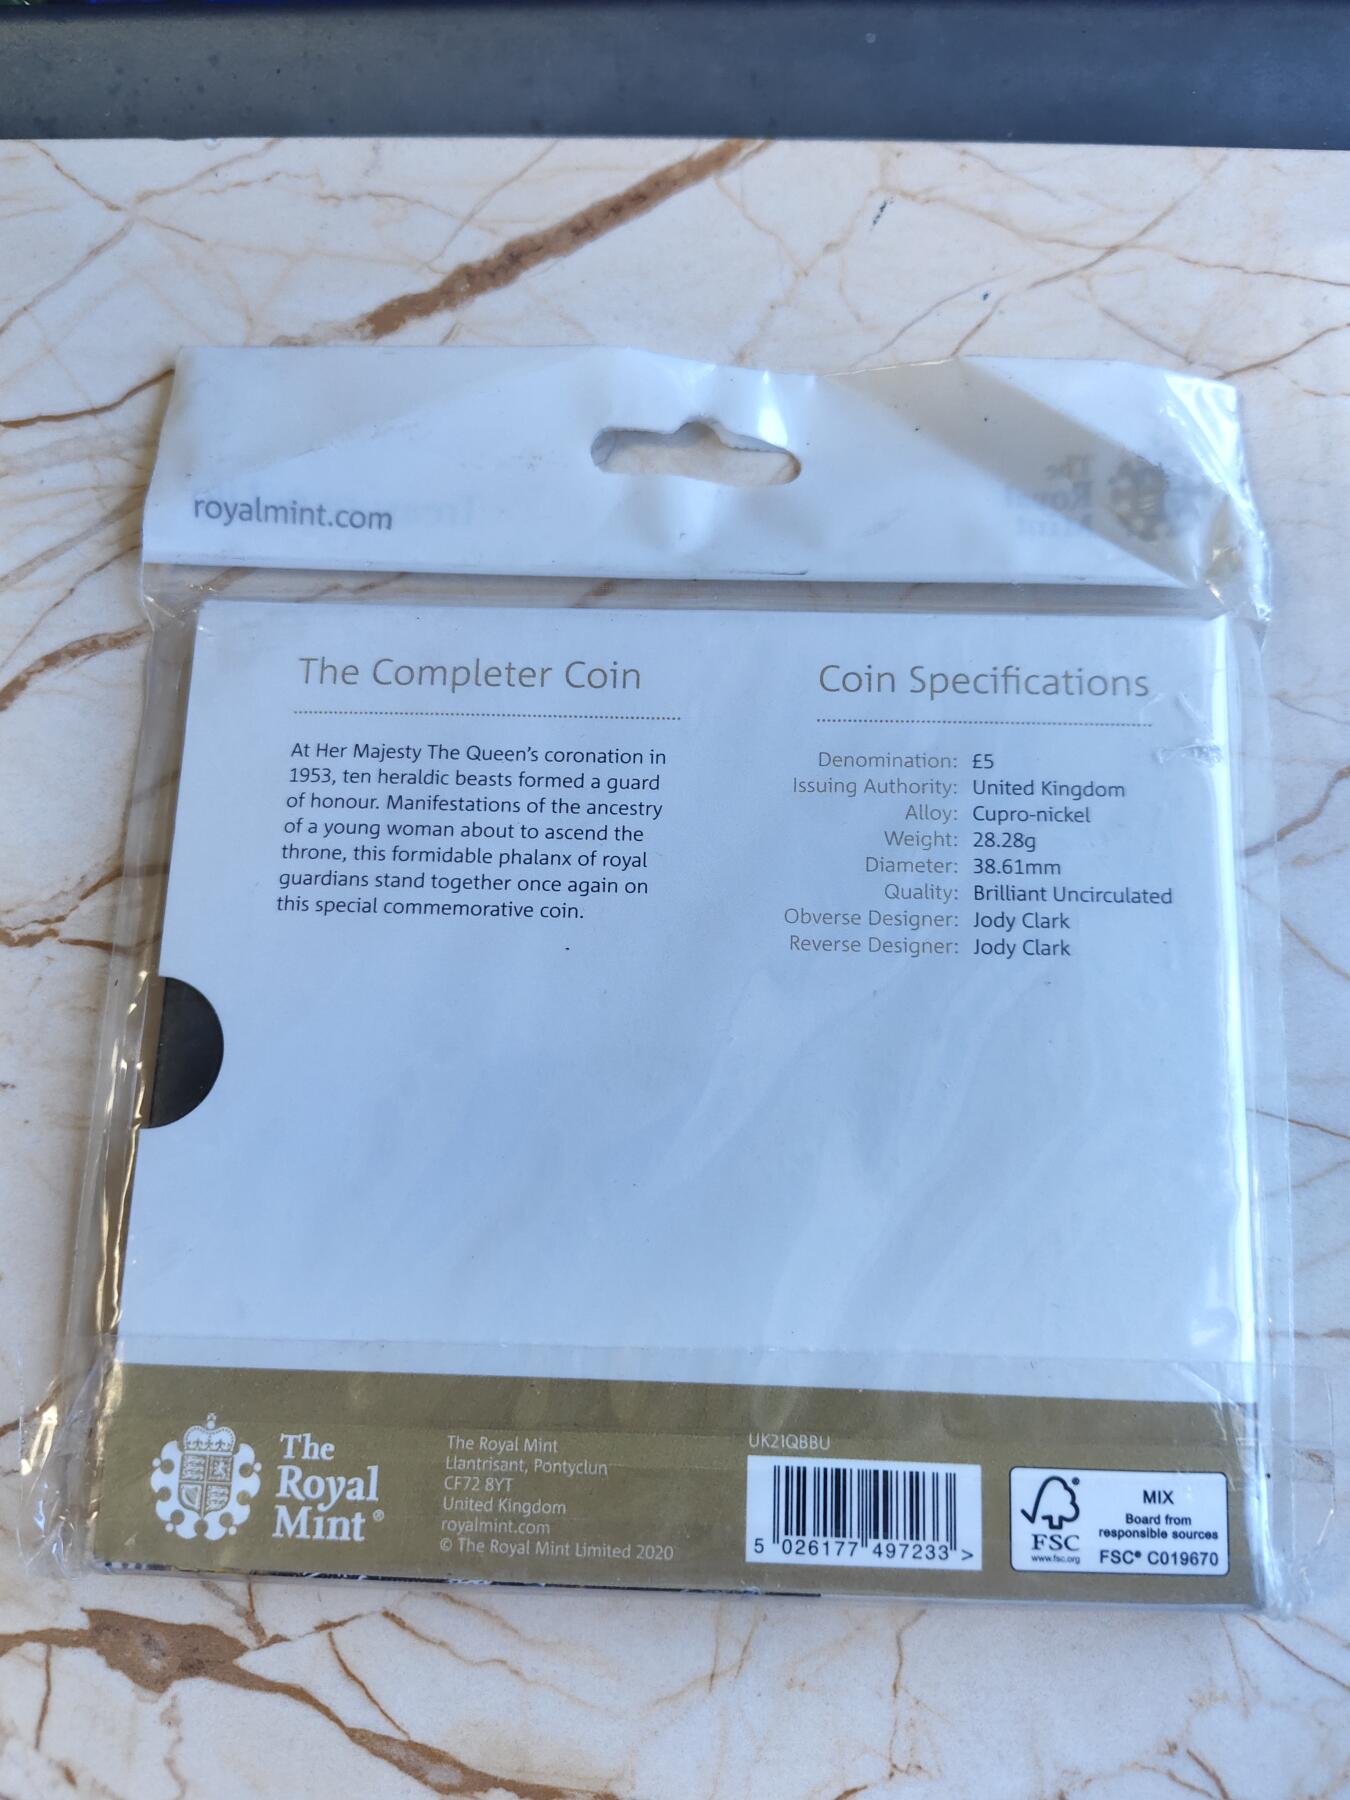 royalmint.com
The Royal Mint
The Completer Coin
At Her Majesty The Queen's coronation in
1953, ten heraldic beasts formed a guard
of honour. Manifestations of the ancestry
of a young woman about to ascend the
throne, this formidable phalanx of royal
guardians stand together once again on
this special commemorative coin.
Coin Specifications
Denomination: £5
Issuing Authority: United Kingdom
Alloy: Cupro-nickel
Weight: 28.28g
Diameter: 38.61mm
Quality: Brilliant Uncirculated
Obverse Designer: Jody Clark
Reverse Designer: Jody Clark
The
Royal
Mint®
The Royal Mint
Llantrisant, Pontyclun
CF72 8YT
United Kingdom
royalmint.com
© The Royal Mint Limited 2020
UK21QBBU
5 026177 497233 >
FSC
www.fsc.org
MIX
Board from
responsible sources
FSC® C019670